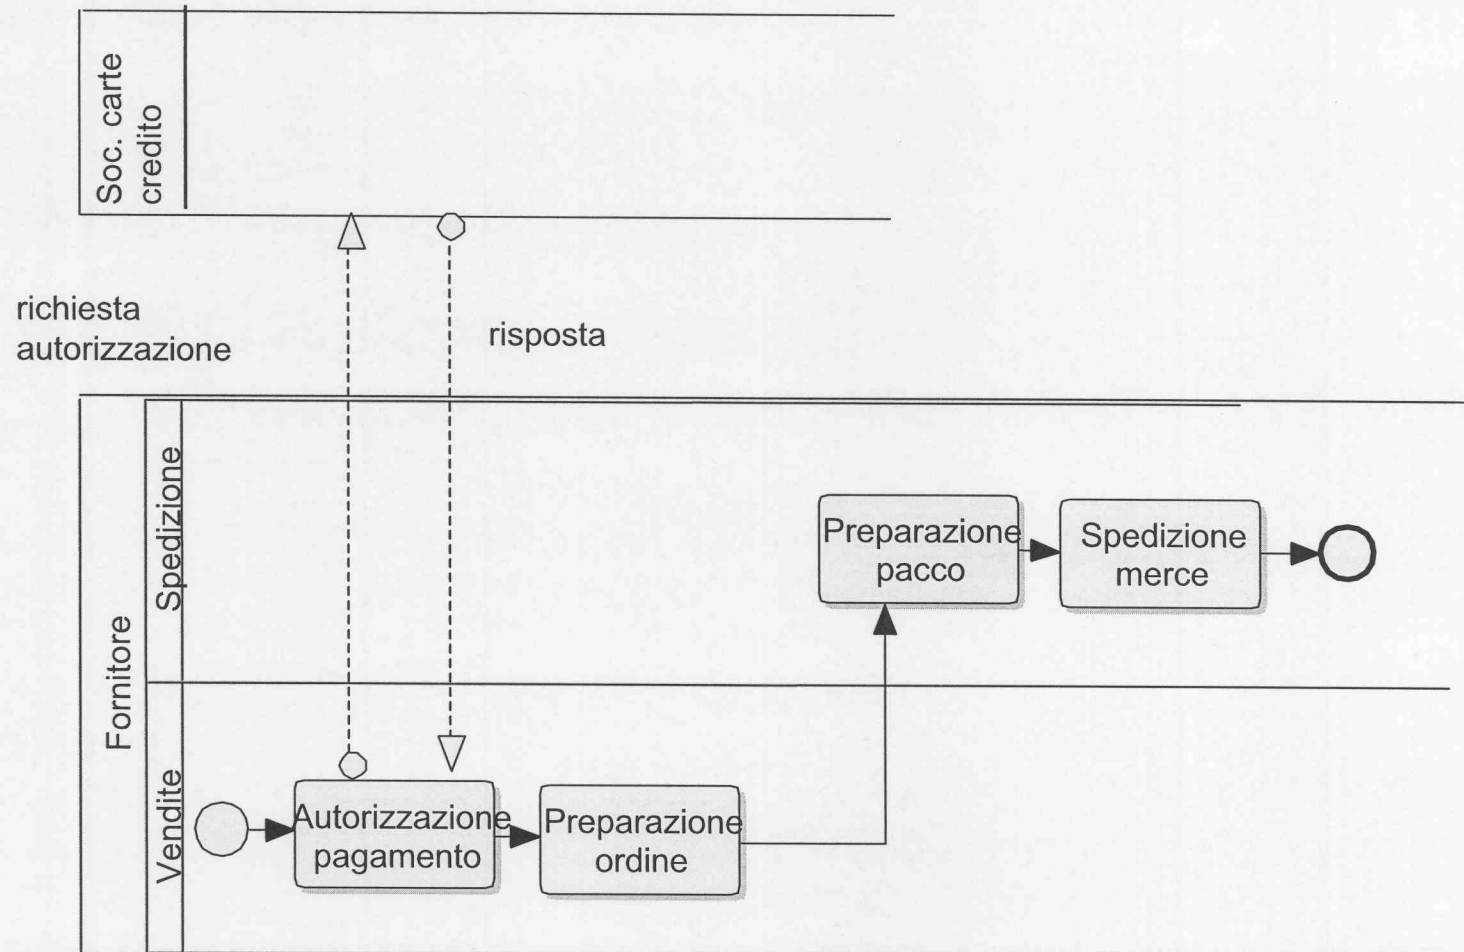 Soc. carte
credito
richiesta
autorizzazione
risposta
Fornitore
Spedizione
Preparazione
pacco
Spedizione
merce
Vendite
Autorizzazione
pagamento
Preparazione
ordine